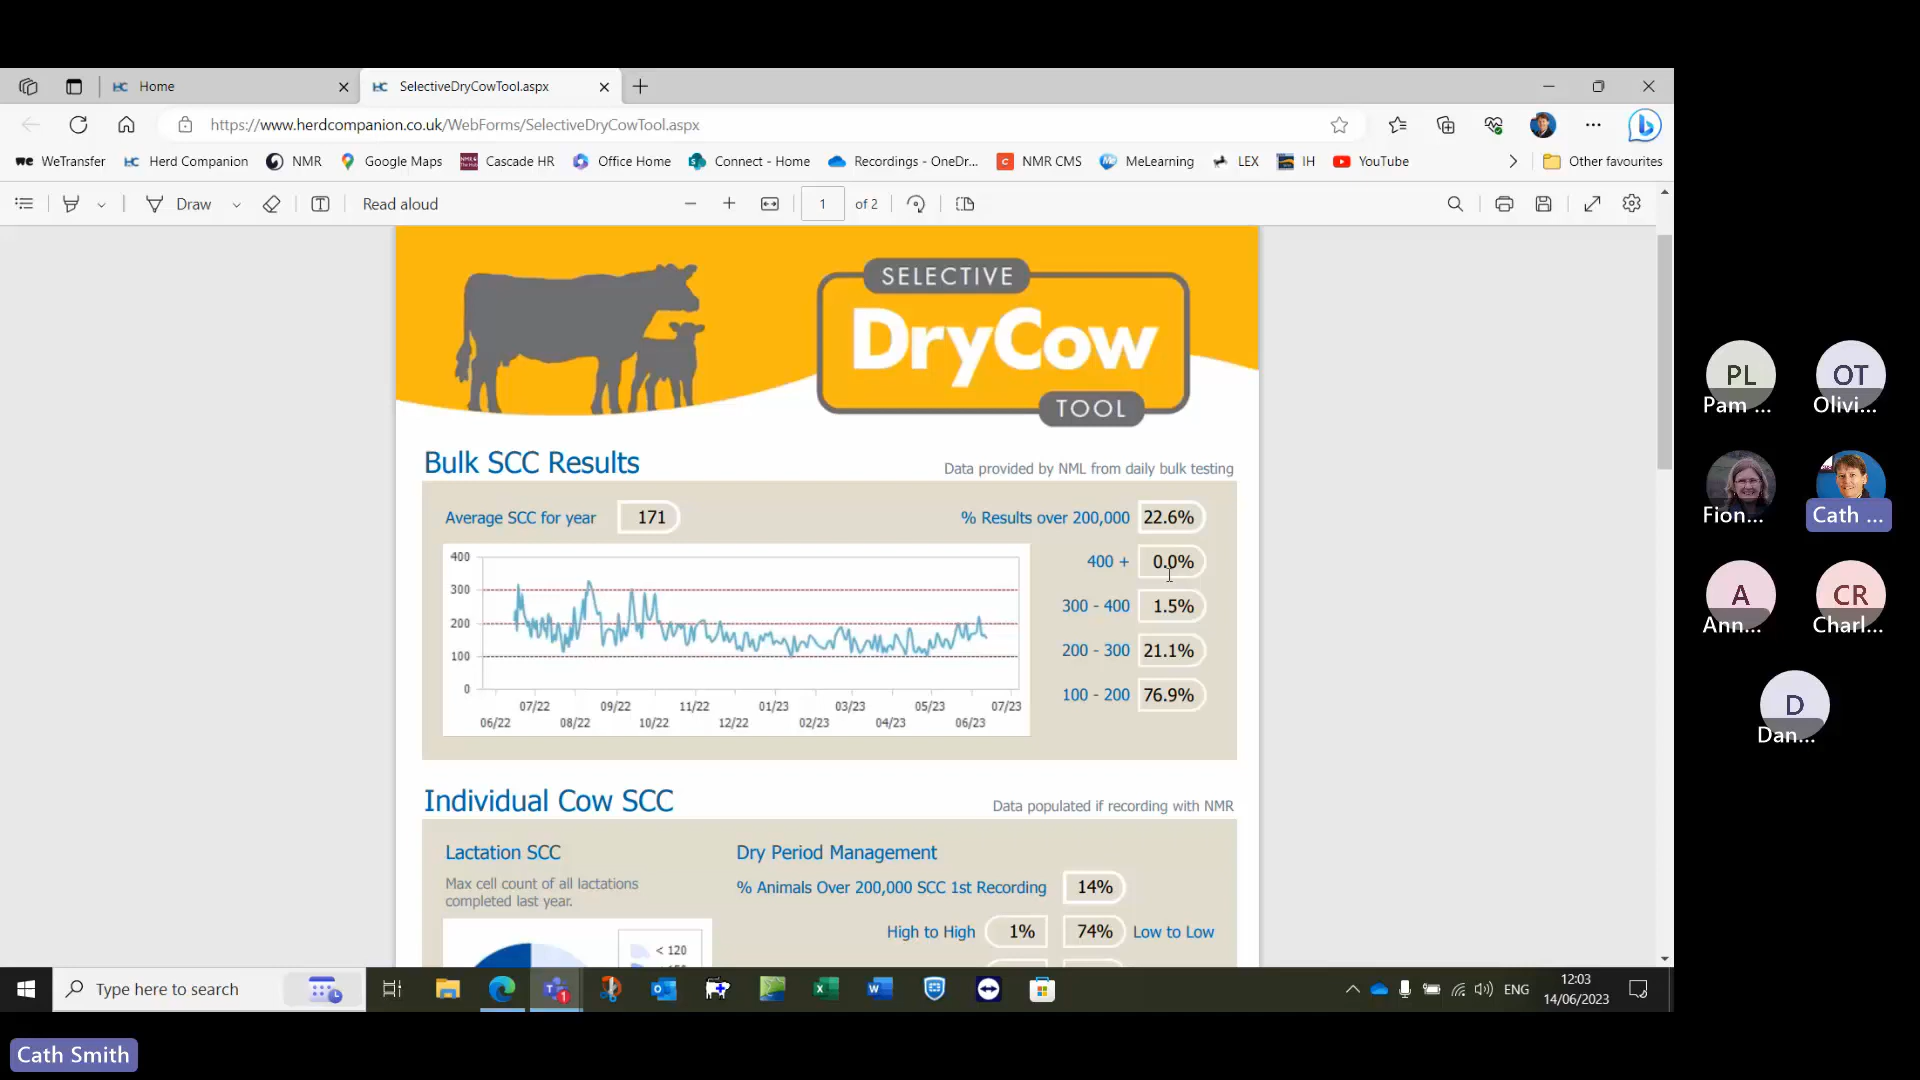 Home
SelectiveDryCowTool.aspx
https://www.herdcompanion.co.uk/WebForms/SelectiveDryCowTool.aspx
WeTransfer
Herd Companion
NMR
Google Maps
Cascade HR
Office Home
Connect - Home
Recordings - OneDr...
NMR CMS
MeLearning
LEX
IH
YouTube
Other favourites
Draw
Read aloud
1 of 2
SELECTIVE
DryCow
TOOL
Bulk SCC Results
Data provided by NML from daily bulk testing
Average SCC for year 171
% Results over 200,000 22.6%
400 + 0.0%
300 - 400 1.5%
200 - 300 21.1%
100 - 200 76.9%
400
300
200
100
0
07/22 09/22 11/22 01/23 03/23 05/23 07/23
06/22 08/22 10/22 12/22 02/23 04/23 06/23
Individual Cow SCC
Data populated if recording with NMR
Lactation SCC
Max cell count of all lactations
completed last year.
< 120
Dry Period Management
% Animals Over 200,000 SCC 1st Recording 14%
High to High 1% 74% Low to Low
Type here to search
ENG
12:03
14/06/2023
PL
Pam ...
OT
Olivi...
Fion...
Cath ...
A
Ann...
CR
Charl...
D
Dan...
Cath Smith